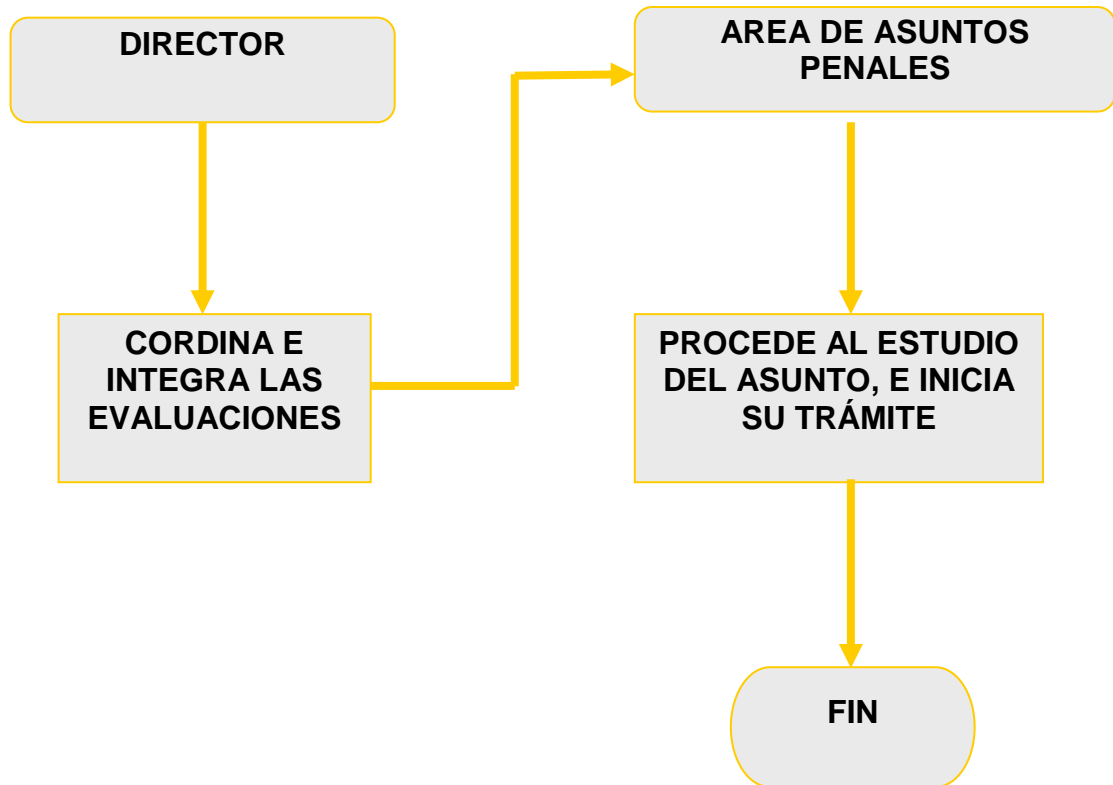 DIRECTOR
CORDINA E
INTEGRA LAS
EVALUACIONES
AREA DE ASUNTOS
PENALES
PROCEDE AL ESTUDIO
DEL ASUNTO, E INICIA
SU TRÁMITE
FIN